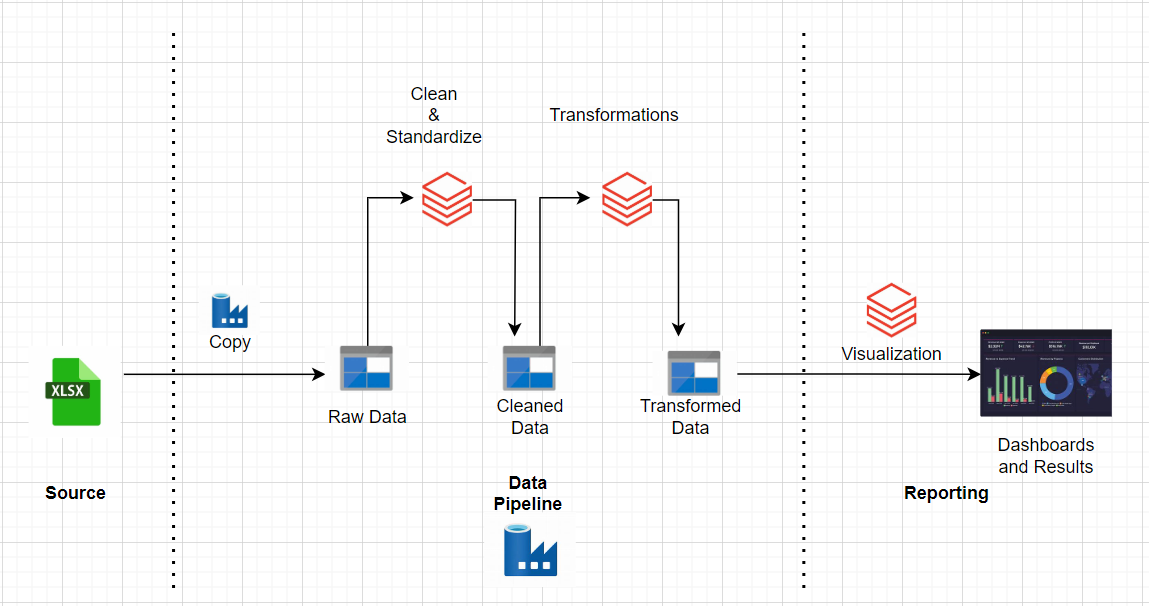 Clean
&
Standardize
Transformations
Copy
Visualization
XLSX
Raw Data
Cleaned
Data
Transformed
Data
Dashboards
and Results
Source
Data
Pipeline
Reporting